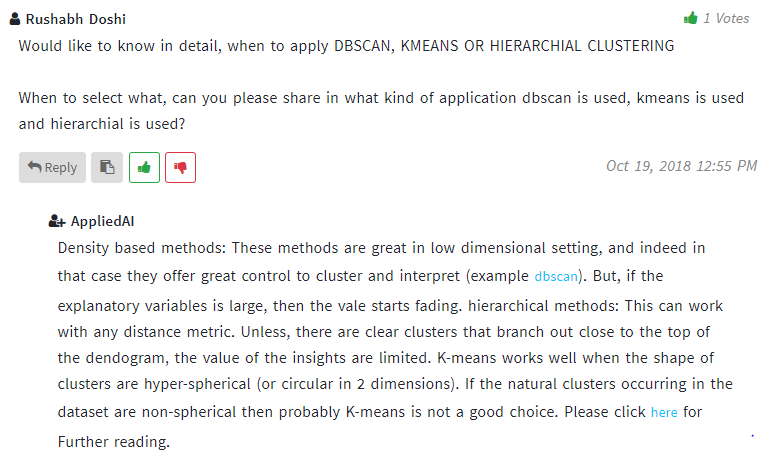 Rushabh Doshi
1 Votes
Would like to know in detail, when to apply DBSCAN, KMEANS OR HIERARCHIAL CLUSTERING
When to select what, can you please share in what kind of application dbscan is used, kmeans is used
and hierarchial is used?
Reply
Oct 19, 2018 12:55 PM
AppliedAI
Density based methods: These methods are great in low dimensional setting, and indeed in
that case they offer great control to cluster and interpret (example dbscan). But, if the
explanatory variables is large, then the vale starts fading. hierarchical methods: This can work
with any distance metric. Unless, there are clear clusters that branch out close to the top of
the dendogram, the value of the insights are limited. K-means works well when the shape of
clusters are hyper-spherical (or circular in 2 dimensions). If the natural clusters occurring in the
dataset are non-spherical then probably K-means is not a good choice. Please click here for
Further reading.